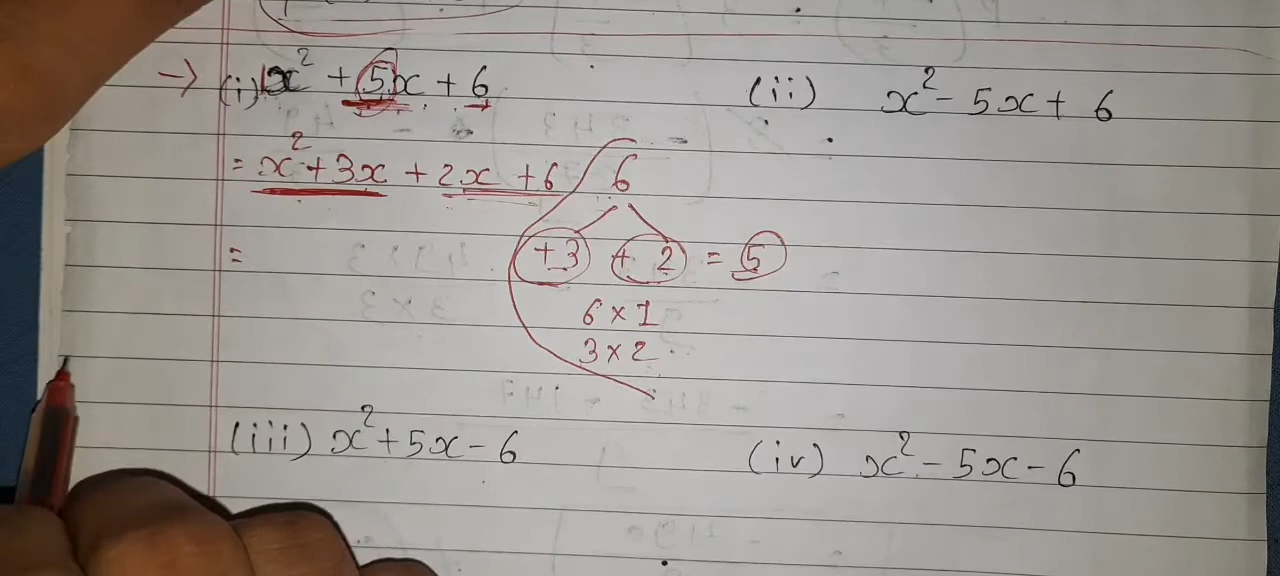 → (i) x² + 5x + 6
= x² + 3x + 2x + 6
6
+3 + 2 = 5
=
6 × 1
3 × 2
(ii) x² - 5x + 6
(iii) x² + 5x - 6
(iv) x² - 5x - 6